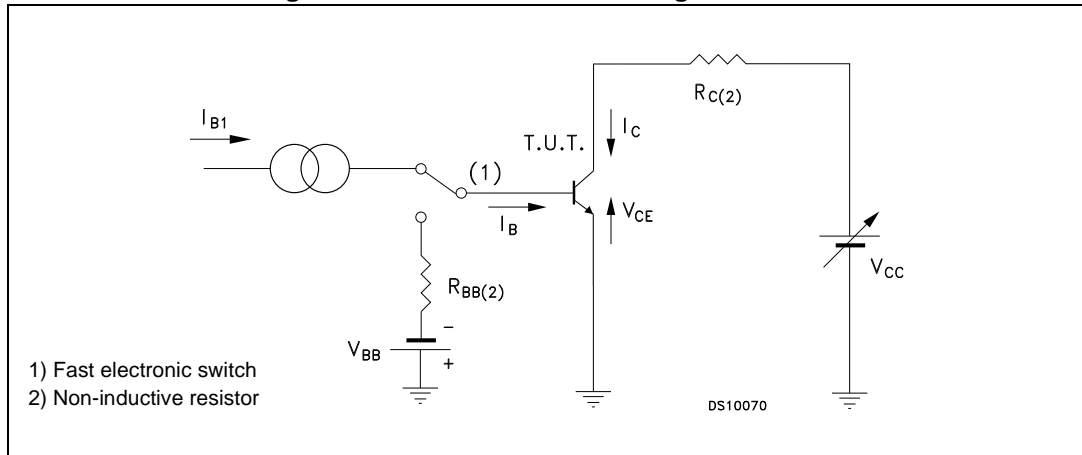 I_B1
R_C(2)
I_C
T.U.T.
(1)
I_B
V_CE
R_BB(2)
V_CC
V_BB
-
+
1) Fast electronic switch
2) Non-inductive resistor
DS10070